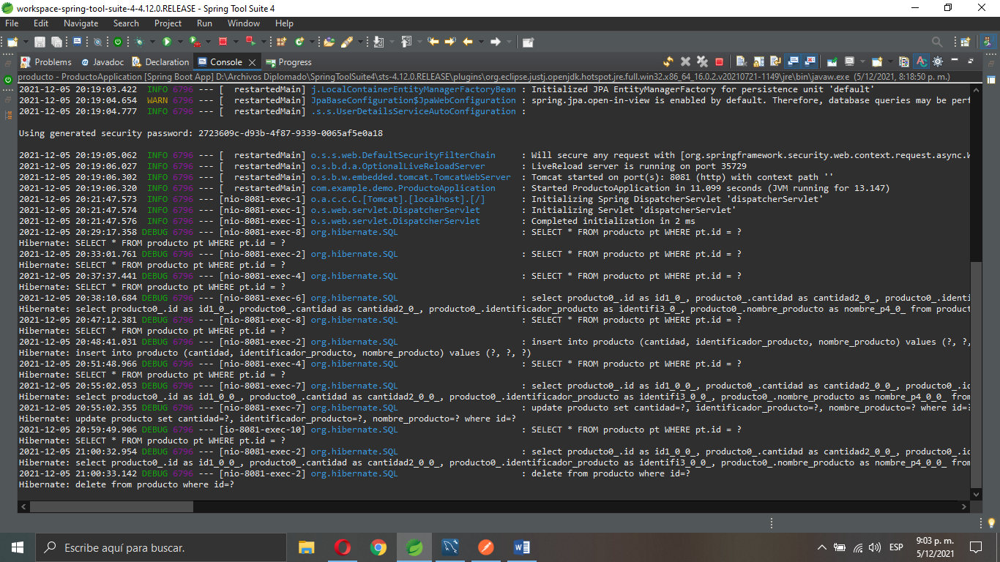 workspace-spring-tool-suite-4-4.12.0.RELEASE - Spring Tool Suite 4
File Edit Navigate Search Project Run Window Help
Problems Javadoc Declaration Console Progress
producto - ProductoApplication [Spring Boot App] D:\Archivos Diplomado\SpringToolSuite4\sts-4.12.0.RELEASE\plugins\org.eclipse.justj.openjdk.hotspot.jre.full.win32.x86_64_16.0.2.v20210721-1149\jre\bin\javaw.exe (5/12/2021, 8:18:50 p. m.)
2021-12-05 20:19:03.422 INFO 6796 --- [ restartedMain] j.LocalContainerEntityManagerFactoryBean : Initialized JPA EntityManagerFactory for persistence unit 'default'
2021-12-05 20:19:04.654 WARN 6796 --- [ restartedMain] JpaBaseConfiguration$JpaWebConfiguration : spring.jpa.open-in-view is enabled by default. Therefore, database queries may be perf
2021-12-05 20:19:04.777 INFO 6796 --- [ restartedMain] .s.s.UserDetailsServiceAutoConfiguration :
Using generated security password: 2723609c-d93b-4f87-9339-0065af5e0a18
2021-12-05 20:19:05.062 INFO 6796 --- [ restartedMain] o.s.s.web.DefaultSecurityFilterChain : Will secure any request with [org.springframework.security.web.context.request.async.W
2021-12-05 20:19:06.027 INFO 6796 --- [ restartedMain] o.s.b.d.a.OptionalLiveReloadServer : LiveReload server is running on port 35729
2021-12-05 20:19:06.302 INFO 6796 --- [ restartedMain] o.s.b.w.embedded.tomcat.TomcatWebServer : Tomcat started on port(s): 8081 (http) with context path ''
2021-12-05 20:19:06.320 INFO 6796 --- [ restartedMain] com.example.demo.ProductoApplication : Started ProductoApplication in 11.099 seconds (JVM running for 13.147)
2021-12-05 20:21:47.573 INFO 6796 --- [nio-8081-exec-1] o.a.c.c.C.[Tomcat].[localhost].[/] : Initializing Spring DispatcherServlet 'dispatcherServlet'
2021-12-05 20:21:47.574 INFO 6796 --- [nio-8081-exec-1] o.s.web.servlet.DispatcherServlet : Initializing Servlet 'dispatcherServlet'
2021-12-05 20:21:47.576 INFO 6796 --- [nio-8081-exec-1] o.s.web.servlet.DispatcherServlet : Completed initialization in 2 ms
2021-12-05 20:29:17.358 DEBUG 6796 --- [nio-8081-exec-8] org.hibernate.SQL : SELECT * FROM producto pt WHERE pt.id = ?
Hibernate: SELECT * FROM producto pt WHERE pt.id = ?
2021-12-05 20:33:01.761 DEBUG 6796 --- [nio-8081-exec-2] org.hibernate.SQL : SELECT * FROM producto pt WHERE pt.id = ?
Hibernate: SELECT * FROM producto pt WHERE pt.id = ?
2021-12-05 20:37:37.441 DEBUG 6796 --- [nio-8081-exec-4] org.hibernate.SQL : SELECT * FROM producto pt WHERE pt.id = ?
Hibernate: SELECT * FROM producto pt WHERE pt.id = ?
2021-12-05 20:38:10.684 DEBUG 6796 --- [nio-8081-exec-6] org.hibernate.SQL : select producto0_.id as id1_0_, producto0_.cantidad as cantidad2_0_, producto0_.identi
Hibernate: select producto0_.id as id1_0_, producto0_.cantidad as cantidad2_0_, producto0_.identificador_producto as identifi3_0_, producto0_.nombre_producto as nombre_p4_0_ from product
2021-12-05 20:47:12.381 DEBUG 6796 --- [nio-8081-exec-8] org.hibernate.SQL : SELECT * FROM producto pt WHERE pt.id = ?
Hibernate: SELECT * FROM producto pt WHERE pt.id = ?
2021-12-05 20:48:41.031 DEBUG 6796 --- [nio-8081-exec-2] org.hibernate.SQL : insert into producto (cantidad, identificador_producto, nombre_producto) values (?, ?,
Hibernate: insert into producto (cantidad, identificador_producto, nombre_producto) values (?, ?, ?)
2021-12-05 20:51:48.966 DEBUG 6796 --- [nio-8081-exec-4] org.hibernate.SQL : SELECT * FROM producto pt WHERE pt.id = ?
Hibernate: SELECT * FROM producto pt WHERE pt.id = ?
2021-12-05 20:55:02.053 DEBUG 6796 --- [nio-8081-exec-7] org.hibernate.SQL : select producto0_.id as id1_0_0_, producto0_.cantidad as cantidad2_0_0_, producto0_.id
Hibernate: select producto0_.id as id1_0_0_, producto0_.cantidad as cantidad2_0_0_, producto0_.identificador_producto as identifi3_0_0_, producto0_.nombre_producto as nombre_p4_0_0_ from
2021-12-05 20:55:02.355 DEBUG 6796 --- [nio-8081-exec-7] org.hibernate.SQL : update producto set cantidad=?, identificador_producto=?, nombre_producto=? where id=?
Hibernate: update producto set cantidad=?, identificador_producto=?, nombre_producto=? where id=?
2021-12-05 20:59:49.906 DEBUG 6796 --- [io-8081-exec-10] org.hibernate.SQL : SELECT * FROM producto pt WHERE pt.id = ?
Hibernate: SELECT * FROM producto pt WHERE pt.id = ?
2021-12-05 21:00:32.954 DEBUG 6796 --- [nio-8081-exec-2] org.hibernate.SQL : select producto0_.id as id1_0_0_, producto0_.cantidad as cantidad2_0_0_, producto0_.id
Hibernate: select producto0_.id as id1_0_0_, producto0_.cantidad as cantidad2_0_0_, producto0_.identificador_producto as identifi3_0_0_, producto0_.nombre_producto as nombre_p4_0_0_ from
2021-12-05 21:00:33.142 DEBUG 6796 --- [nio-8081-exec-2] org.hibernate.SQL : delete from producto where id=?
Hibernate: delete from producto where id=?
Escribe aquí para buscar.
ESP
9:03 p. m.
5/12/2021